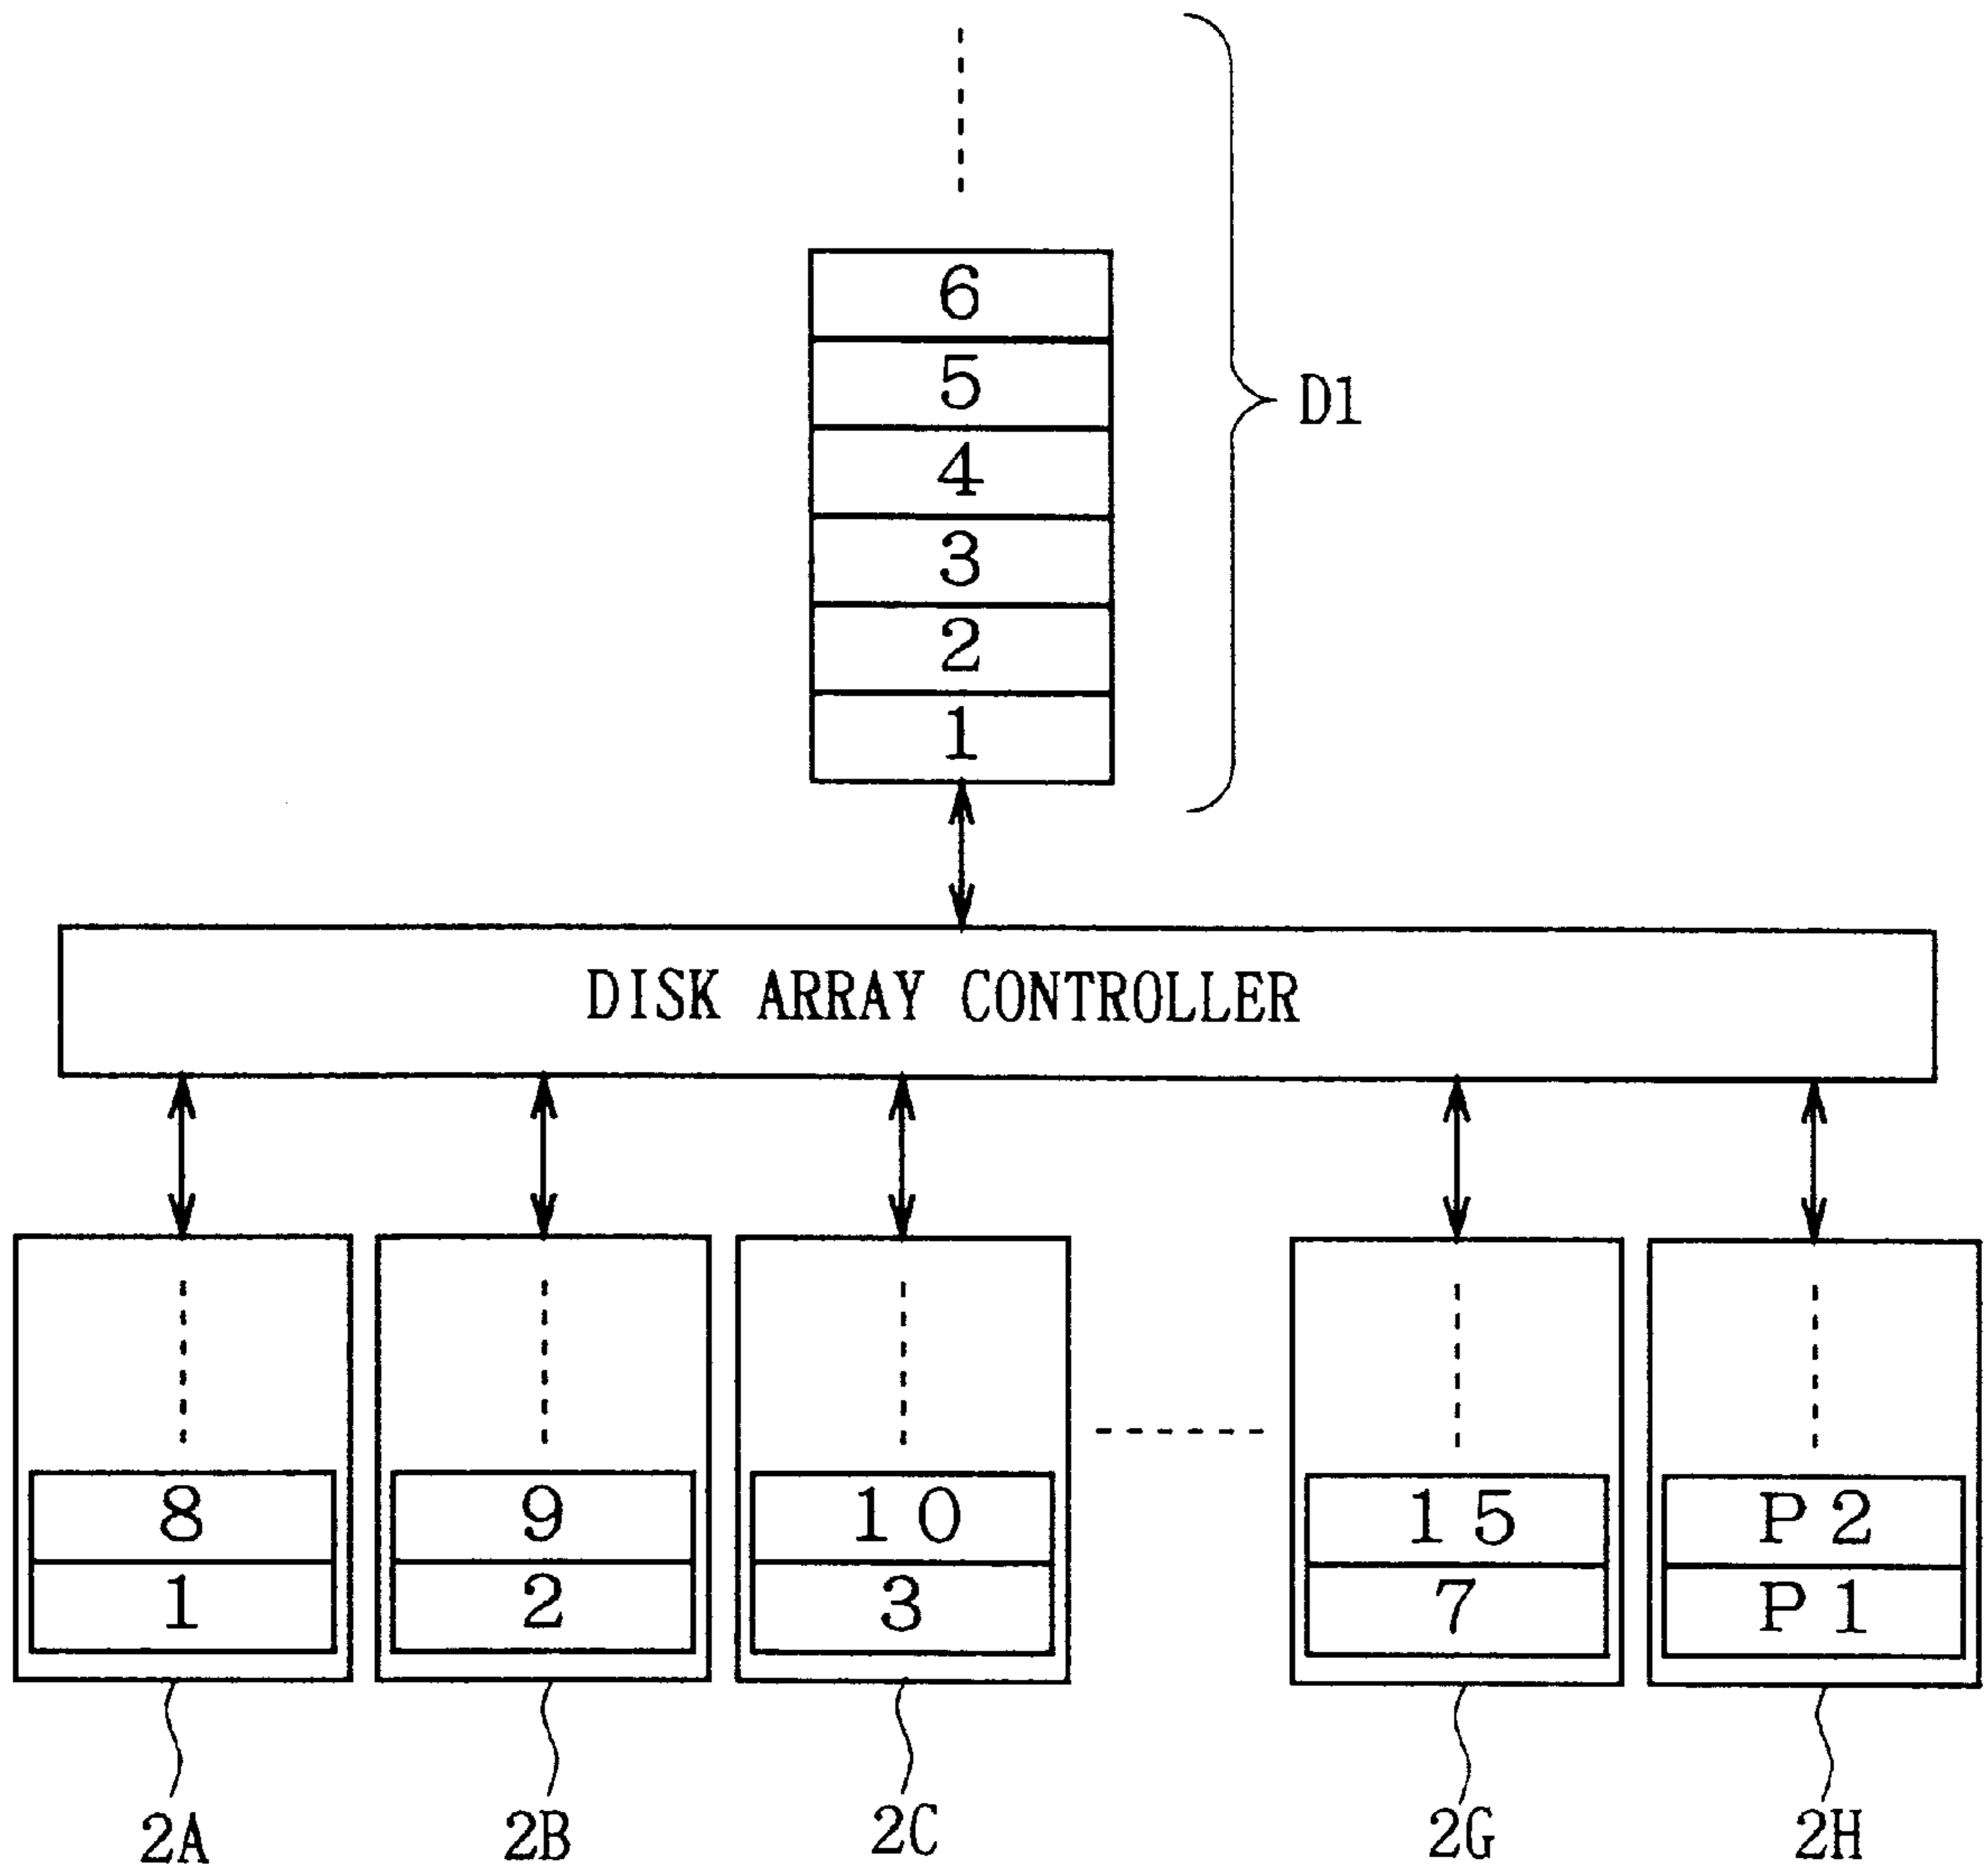 6
5
D1
4
3
2
1
DISK ARRAY CONTROLLER
8 9 10 15 P2
1 2 3 7 P1
2A 2B 2C 2G 2H